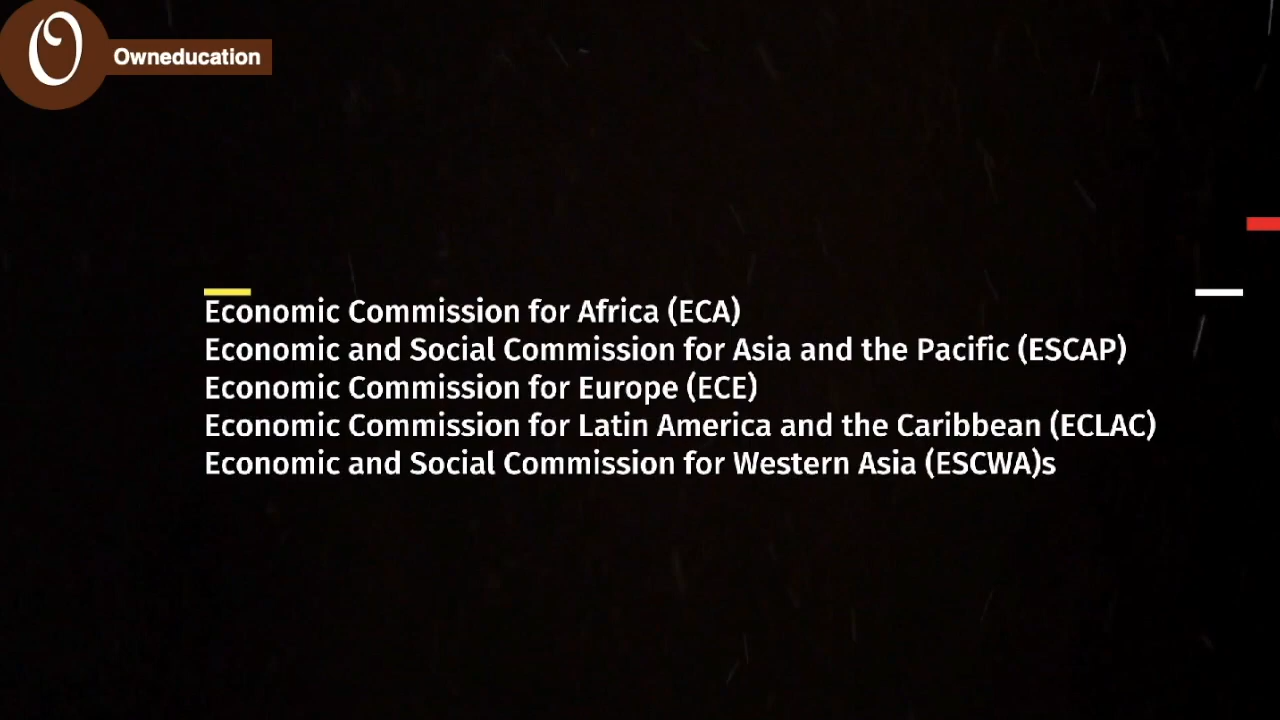 O
Owneducation
Economic Commission for Africa (ECA)
Economic and Social Commission for Asia and the Pacific (ESCAP)
Economic Commission for Europe (ECE)
Economic Commission for Latin America and the Caribbean (ECLAC)
Economic and Social Commission for Western Asia (ESCWA)s